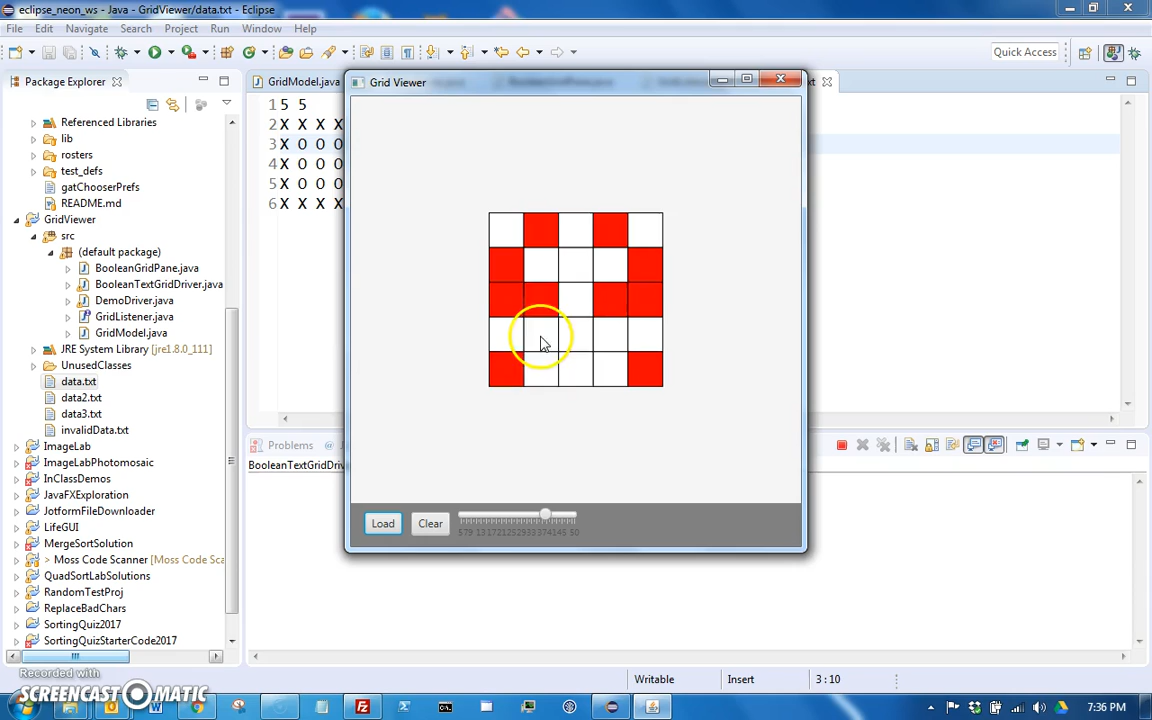 eclipse_neon_ws - Java - GridViewer/data.txt - Eclipse
File Edit Navigate Search Project Run Window Help
Quick Access
Package Explorer
GridModel.java
Grid Viewer
Referenced Libraries
lib
rosters
test_defs
gatChooserPrefs
README.md
GridViewer
src
(default package)
BooleanGridPane.java
BooleanTextGridDriver.java
DemoDriver.java
GridListener.java
GridModel.java
JRE System Library [jre1.8.0_111]
UnusedClasses
data.txt
data2.txt
data3.txt
invalidData.txt
ImageLab
ImageLabPhotomosaic
InClassDemos
JavaFXExploration
JotformFileDownloader
LifeGUI
MergeSortSolution
> Moss Code Scanner [Moss Code Sca
QuadSortLabSolutions
RandomTestProj
ReplaceBadChars
SortingQuiz2017
SortingQuizStarterCode2017
1 5 5
2 X X X X
3 X O O O
4 X O O O
5 X O O O
6 X X X X
Load
Clear
Problems @
BooleanTextGridDriv
Writable
Insert
3 : 10
Recorded with
SCREENCAST-O-MATIC
7:36 PM